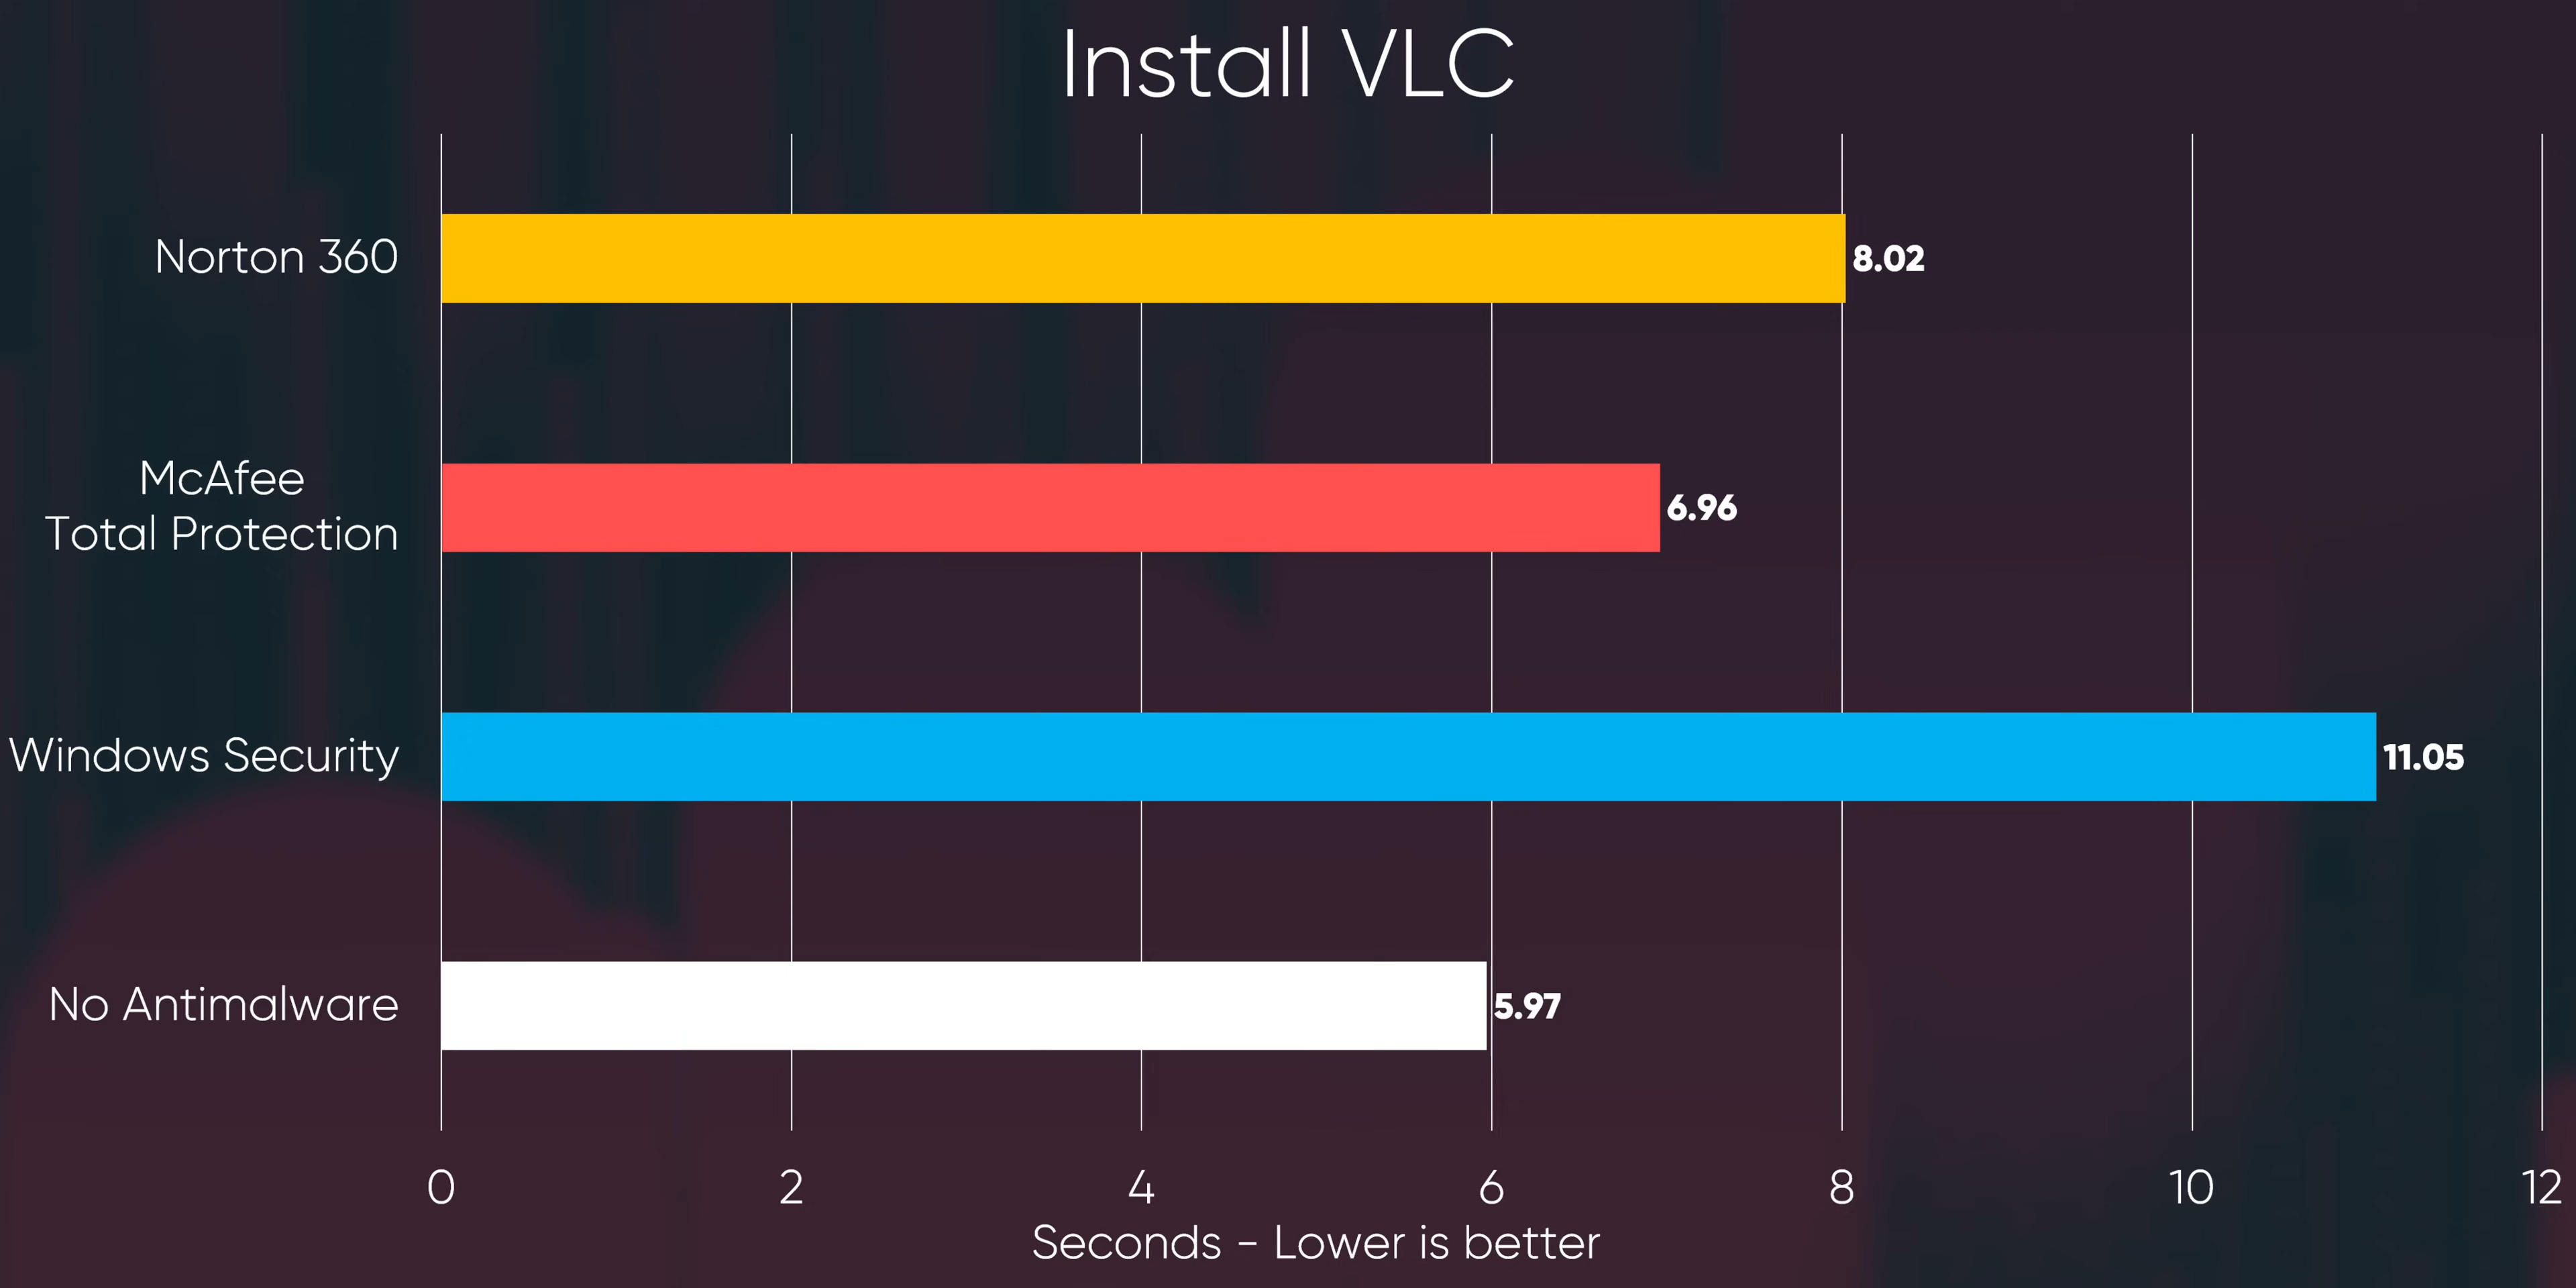 Install VLC
Norton 360
8.02
McAfee
Total Protection
6.96
Windows Security
11.05
No Antimalware
5.97
0 2 4 6 8 10 12
Seconds - Lower is better